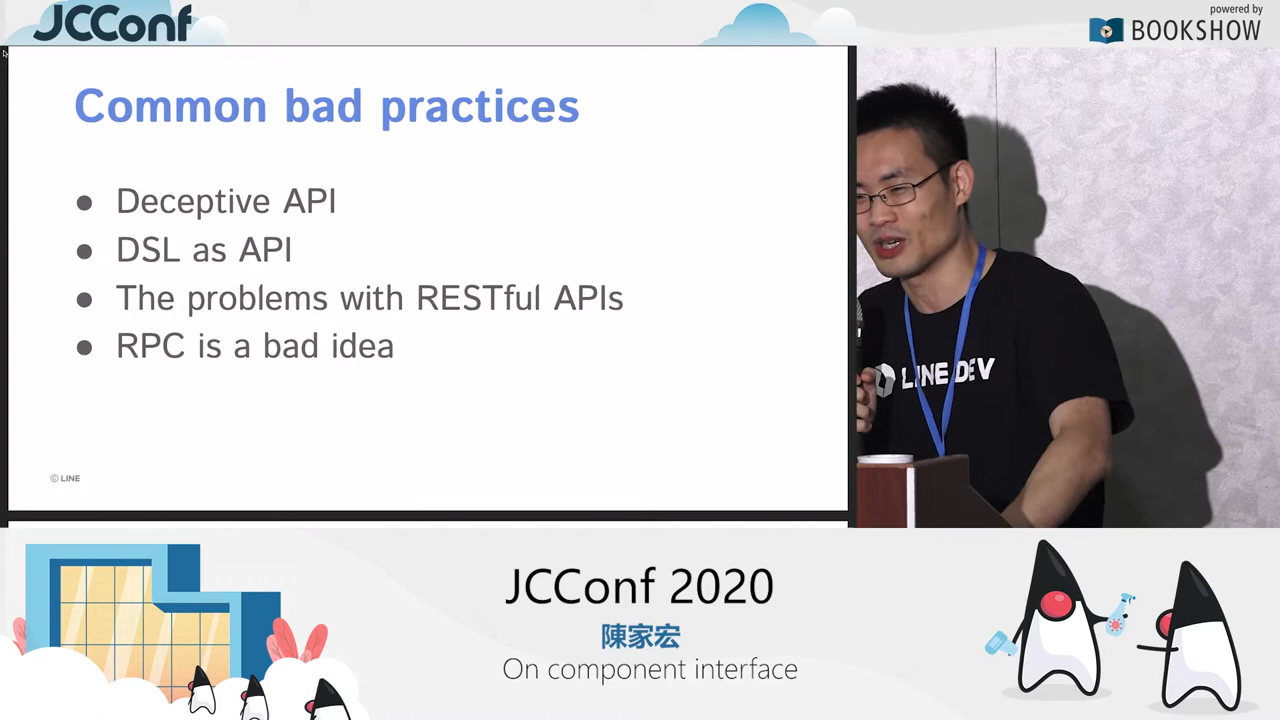 JCConf
powered by
BOOKSHOW
Common bad practices
● Deceptive API
● DSL as API
● The problems with RESTful APIs
● RPC is a bad idea
© LINE
LINE DEV
JCConf 2020
陳家宏
On component interface